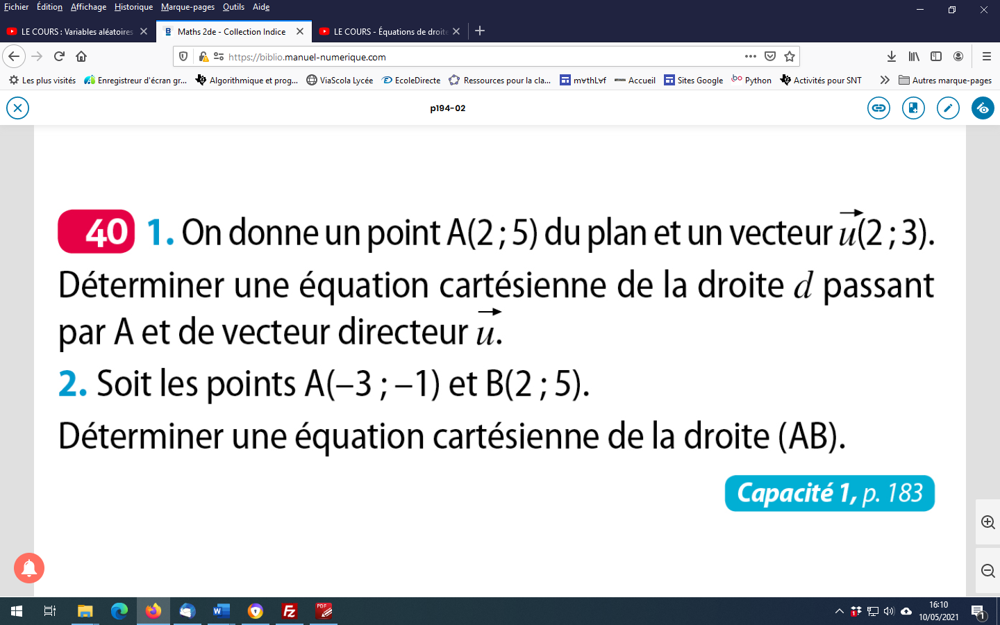 Fichier Édition Affichage Historique Marque-pages Outils Aide
LE COURS : Variables aléatoires
Maths 2de - Collection Indice
LE COURS - Équations de droite
https://biblio.manuel-numerique.com
Les plus visités Enregistreur d'écran gr... Algorithmique et prog... ViaScola Lycée EcoleDirecte Ressources pour la cla... m∀thL∀f Accueil Sites Google Python Activités pour SNT Autres marque-pages
p194-02
40 1. On donne un point A(2 ; 5) du plan et un vecteur u(2 ; 3).
Déterminer une équation cartésienne de la droite d passant
par A et de vecteur directeur u.
2. Soit les points A(–3 ; –1) et B(2 ; 5).
Déterminer une équation cartésienne de la droite (AB).
Capacité 1, p. 183
16:10
10/05/2021